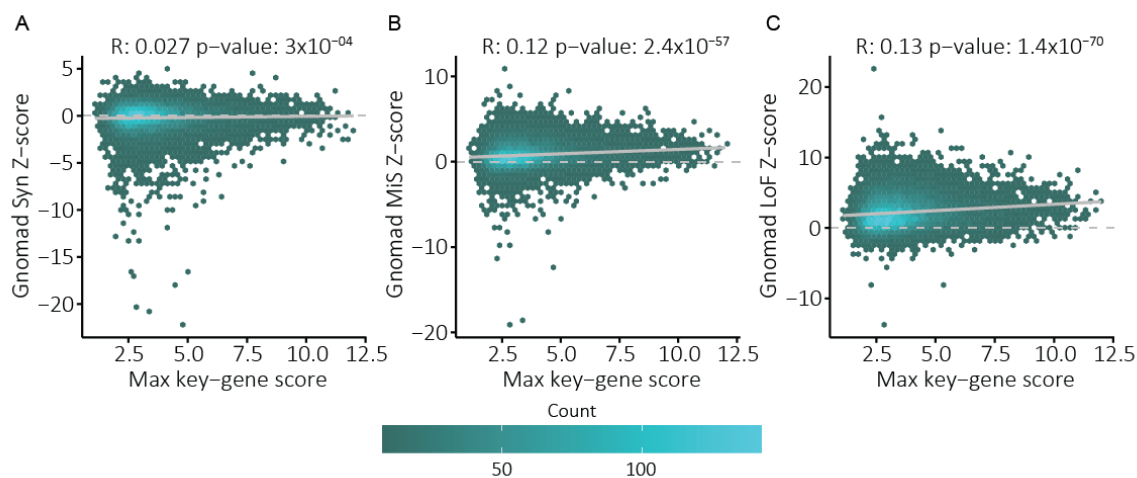 A
R: 0.027 p-value: 3x10⁻⁰⁴
Gnomad Syn Z-score
5
0
−5
−10
−15
−20
2.5 5.0 7.5 10.0 12.5
Max key-gene score
B
R: 0.12 p-value: 2.4x10⁻⁵⁷
Gnomad MiS Z-score
10
0
−10
−20
2.5 5.0 7.5 10.0 12.5
Max key-gene score
C
R: 0.13 p-value: 1.4x10⁻⁷⁰
Gnomad LoF Z-score
20
10
0
−10
2.5 5.0 7.5 10.0 12.5
Max key-gene score
Count
50 100